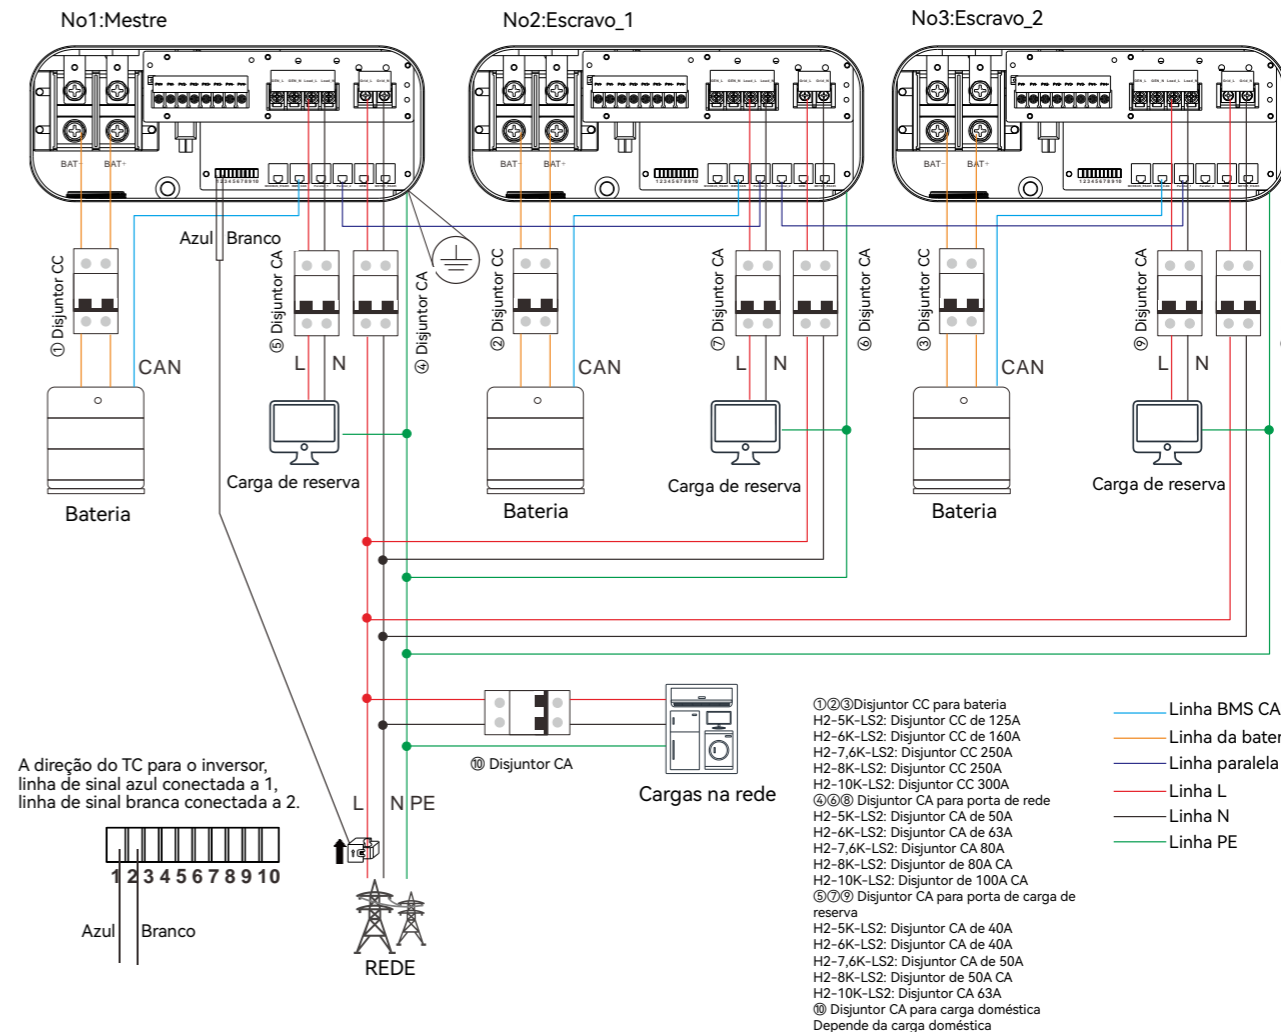 No1:Mestre
No2:Escravo_1
No3:Escravo_2
BAT- BAT+
BAT- BAT+
BAT- BAT+
12345678910
12345678910
12345678910
Azul Branco
① Disjuntor CC
⑤ Disjuntor CA
④ Disjuntor CA
② Disjuntor CC
⑦ Disjuntor CA
⑥ Disjuntor CA
③ Disjuntor CC
⑨ Disjuntor CA
CAN
L N
CAN
L N
CAN
L N
Bateria
Carga de reserva
Bateria
Carga de reserva
Bateria
Carga de reserva
⑩ Disjuntor CA
Cargas na rede
A direção do TC para o inversor,
linha de sinal azul conectada a 1,
linha de sinal branca conectada a 2.
1 2 3 4 5 6 7 8 9 10
Azul Branco
L N PE
REDE
①②③Disjuntor CC para bateria
H2-5K-LS2: Disjuntor CC de 125A
H2-6K-LS2: Disjuntor CC de 160A
H2-7,6K-LS2: Disjuntor CC 250A
H2-8K-LS2: Disjuntor CC 250A
H2-10K-LS2: Disjuntor CC 300A
④⑥⑧ Disjuntor CA para porta de rede
H2-5K-LS2: Disjuntor CA de 50A
H2-6K-LS2: Disjuntor CA de 63A
H2-7,6K-LS2: Disjuntor CA 80A
H2-8K-LS2: Disjuntor de 80A CA
H2-10K-LS2: Disjuntor de 100A CA
⑤⑦⑨ Disjuntor CA para porta de carga de
reserva
H2-5K-LS2: Disjuntor CA de 40A
H2-6K-LS2: Disjuntor CA de 40A
H2-7,6K-LS2: Disjuntor CA de 50A
H2-8K-LS2: Disjuntor de 50A CA
H2-10K-LS2: Disjuntor CA 63A
⑩ Disjuntor CA para carga doméstica
Depende da carga doméstica
Linha BMS CA
Linha da bater
Linha paralela
Linha L
Linha N
Linha PE